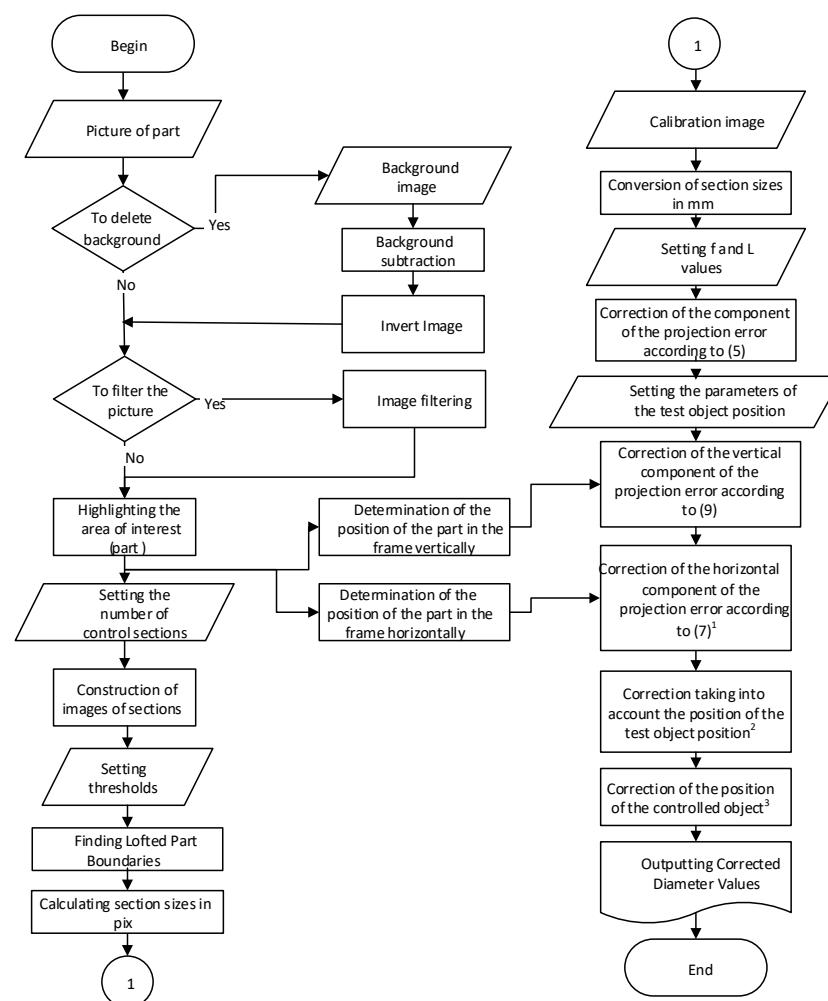 Begin
Picture of part
To delete
background
Yes
No
Background
image
Background
subtraction
Invert Image
To filter the
picture
Yes
No
Image filtering
Highlighting the
area of interest
(part )
Determination of the
position of the part in the
frame vertically
Determination of the
position of the part in the
frame horizontally
Setting the
number of
control sections
Construction of
images of sections
Setting
thresholds
Finding Lofted Part
Boundaries
Calculating section sizes in
pix
1
1
Calibration image
Conversion of section sizes
in mm
Setting f and L
values
Correction of the component
of the projection error
according to (5)
Setting the parameters of
the test object position
Correction of the vertical
component of the
projection error according
to (9)
Correction of the horizontal
component of the
projection error according
to (7)¹
Correction taking into
account the position of the
test object position²
Correction of the position
of the controlled object³
Outputting Corrected
Diameter Values
End